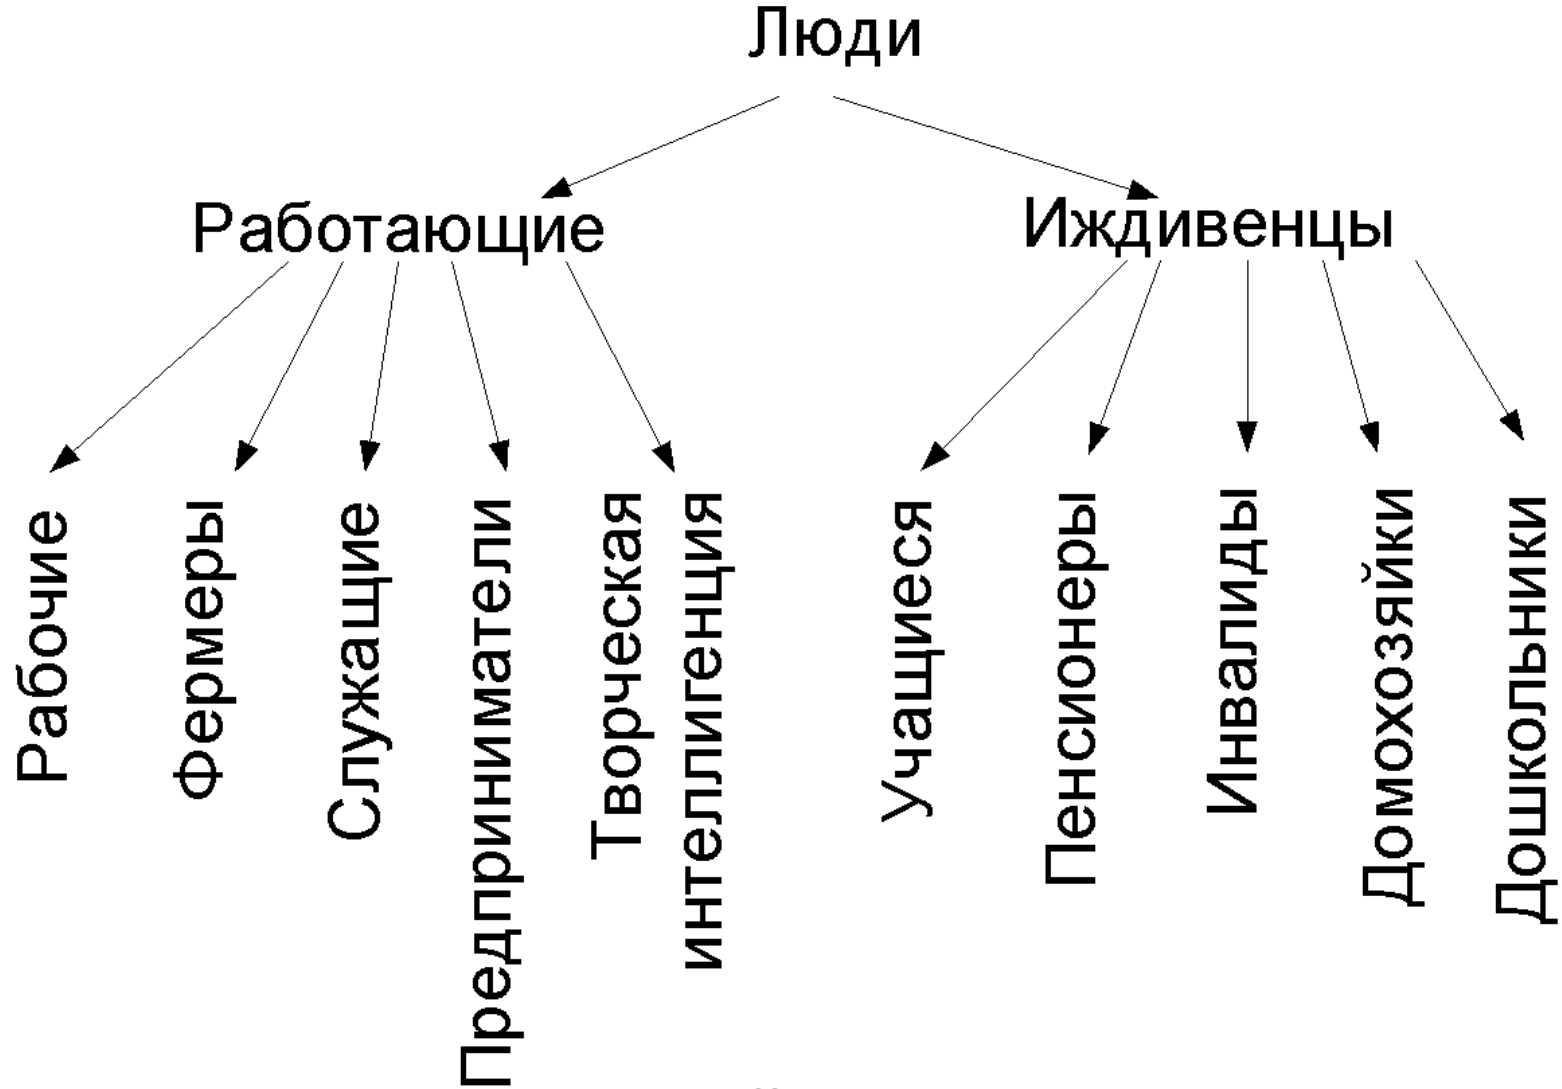 Люди
Работающие
Иждивенцы
Рабочие
Фермеры
Служащие
Предприниматели
Творческая
интеллигенция
Учащиеся
Пенсионеры
Инвалиды
Домохозяйки
Дошкольники